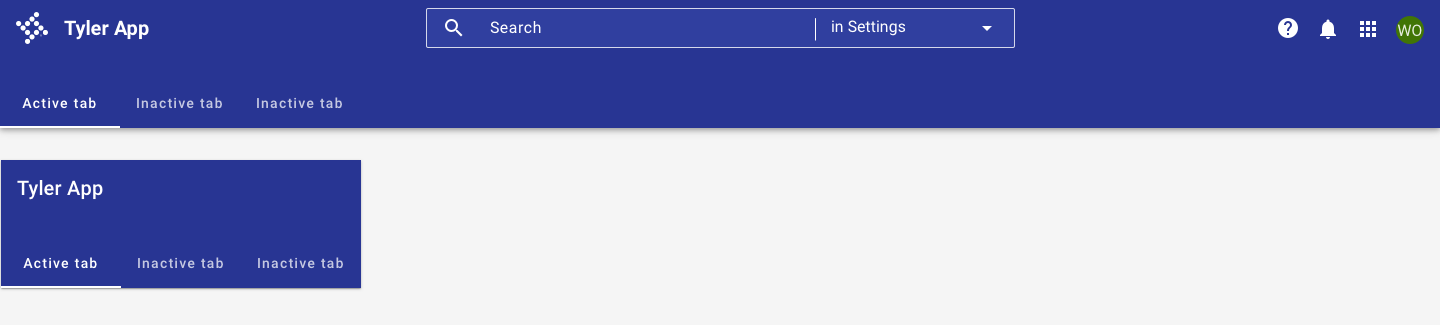 Tyler App
Search
in Settings
WO
Active tab
Inactive tab
Inactive tab
Tyler App
Active tab
Inactive tab
Inactive tab